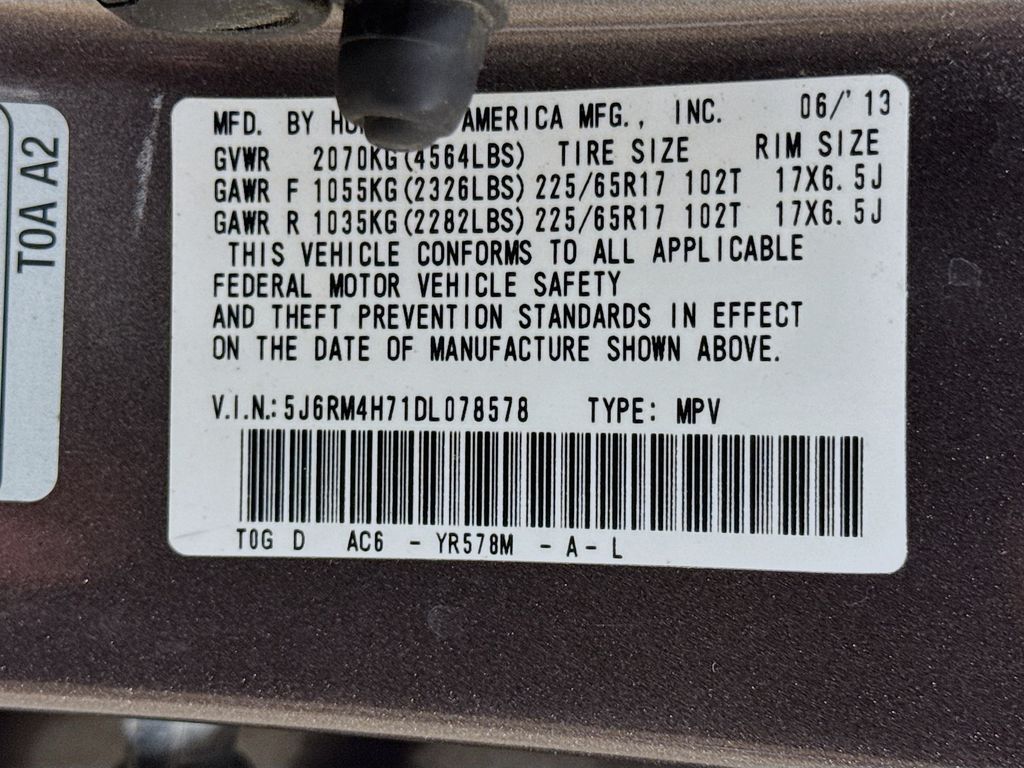 T0A A2
MFD. BY HO AMERICA MFG., INC. 06/'13
GVWR 2070KG(4564LBS) TIRE SIZE RIM SIZE
GAWR F 1055KG(2326LBS) 225/65R17 102T 17X6.5J
GAWR R 1035KG(2282LBS) 225/65R17 102T 17X6.5J
THIS VEHICLE CONFORMS TO ALL APPLICABLE
FEDERAL MOTOR VEHICLE SAFETY
AND THEFT PREVENTION STANDARDS IN EFFECT
ON THE DATE OF MANUFACTURE SHOWN ABOVE.
V.I.N.:5J6RM4H71DL078578 TYPE: MPV
T0G D AC6 - YR578M - A - L